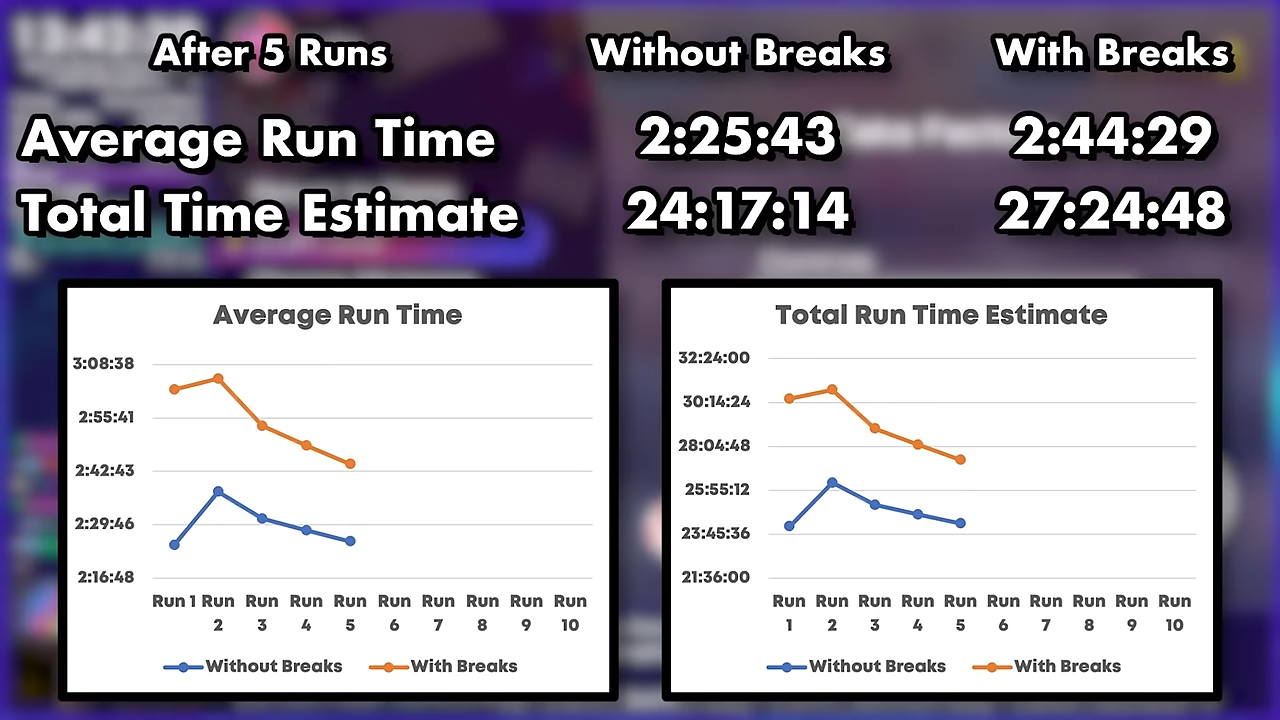 After 5 Runs Without Breaks With Breaks
Average Run Time 2:25:43 2:44:29
Total Time Estimate 24:17:14 27:24:48
Average Run Time
3:08:38
2:55:41
2:42:43
2:29:46
2:16:48
Run 1 Run 2 Run 3 Run 4 Run 5 Run 6 Run 7 Run 8 Run 9 Run 10
Without Breaks With Breaks
Total Run Time Estimate
32:24:00
30:14:24
28:04:48
25:55:12
23:45:36
21:36:00
Run 1 Run 2 Run 3 Run 4 Run 5 Run 6 Run 7 Run 8 Run 9 Run 10
Without Breaks With Breaks